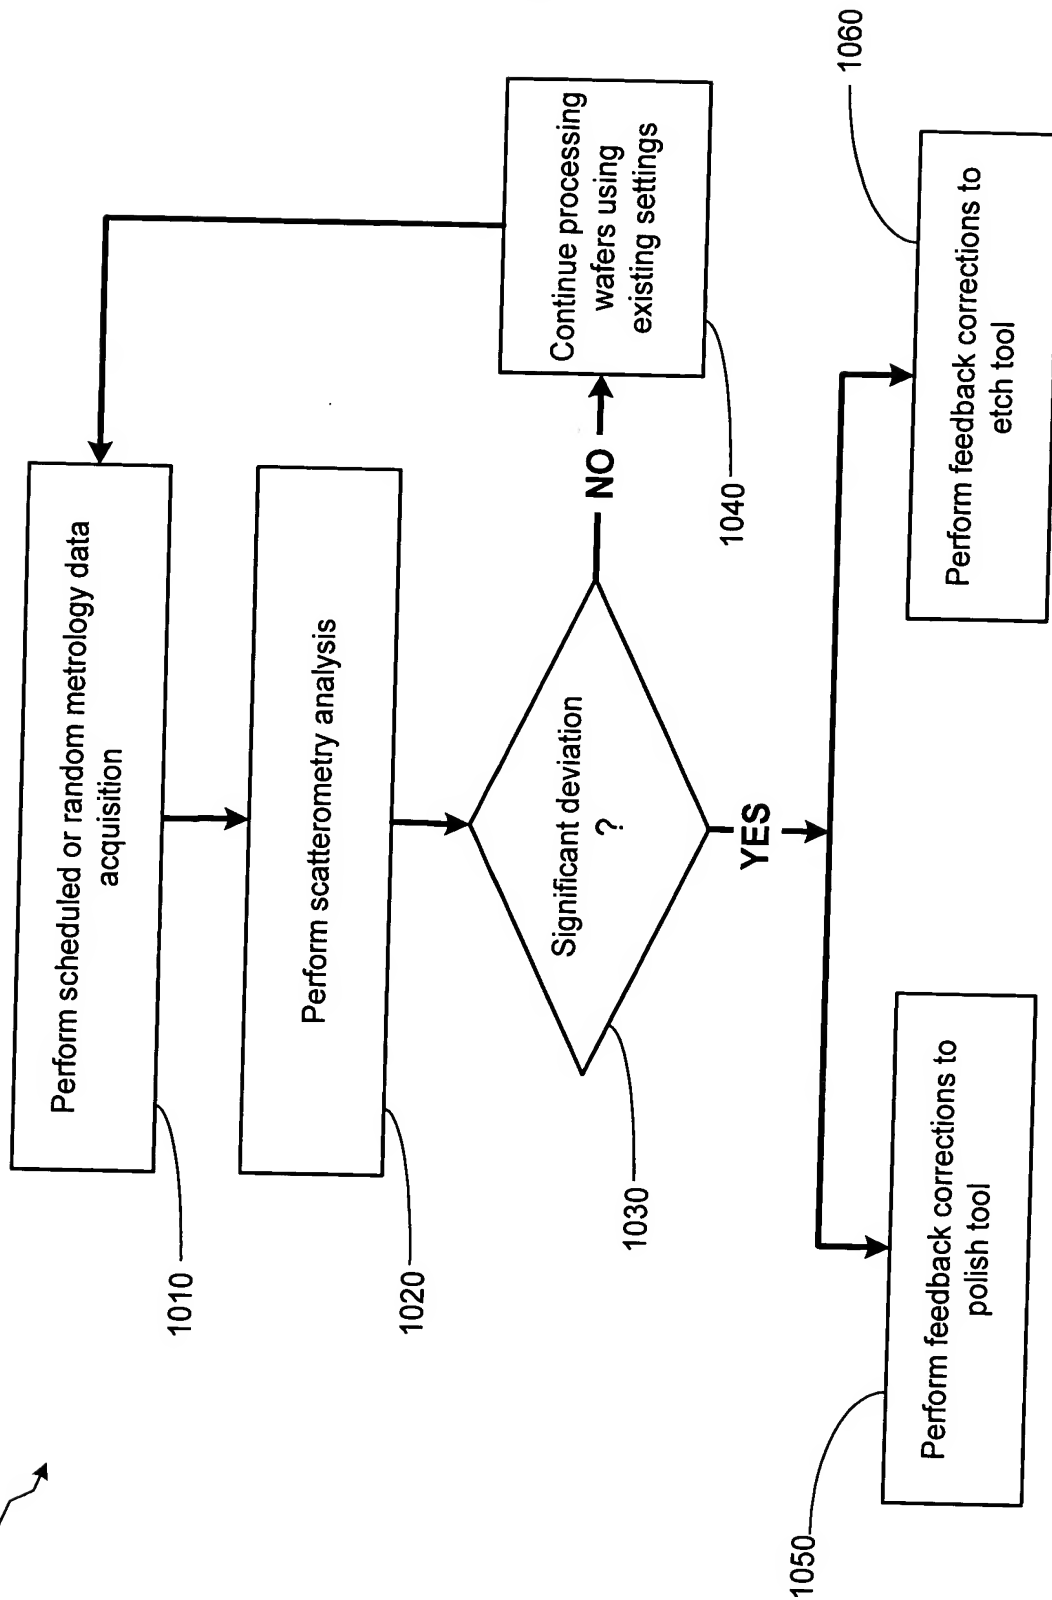 Perform scheduled or random metrology data
acquisition
1010
Perform scatterometry analysis
1020
Significant deviation
?
1030
NO
Continue processing
wafers using
existing settings
1040
YES
Perform feedback corrections to
polish tool
1050
Perform feedback corrections to
etch tool
1060